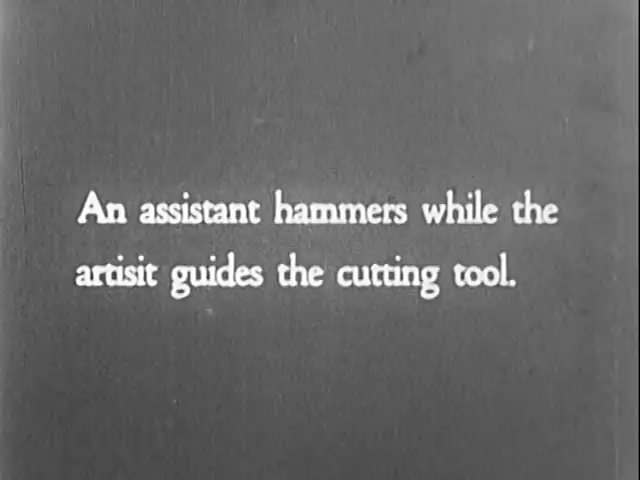 An assistant hammers while the
artisit guides the cutting tool.